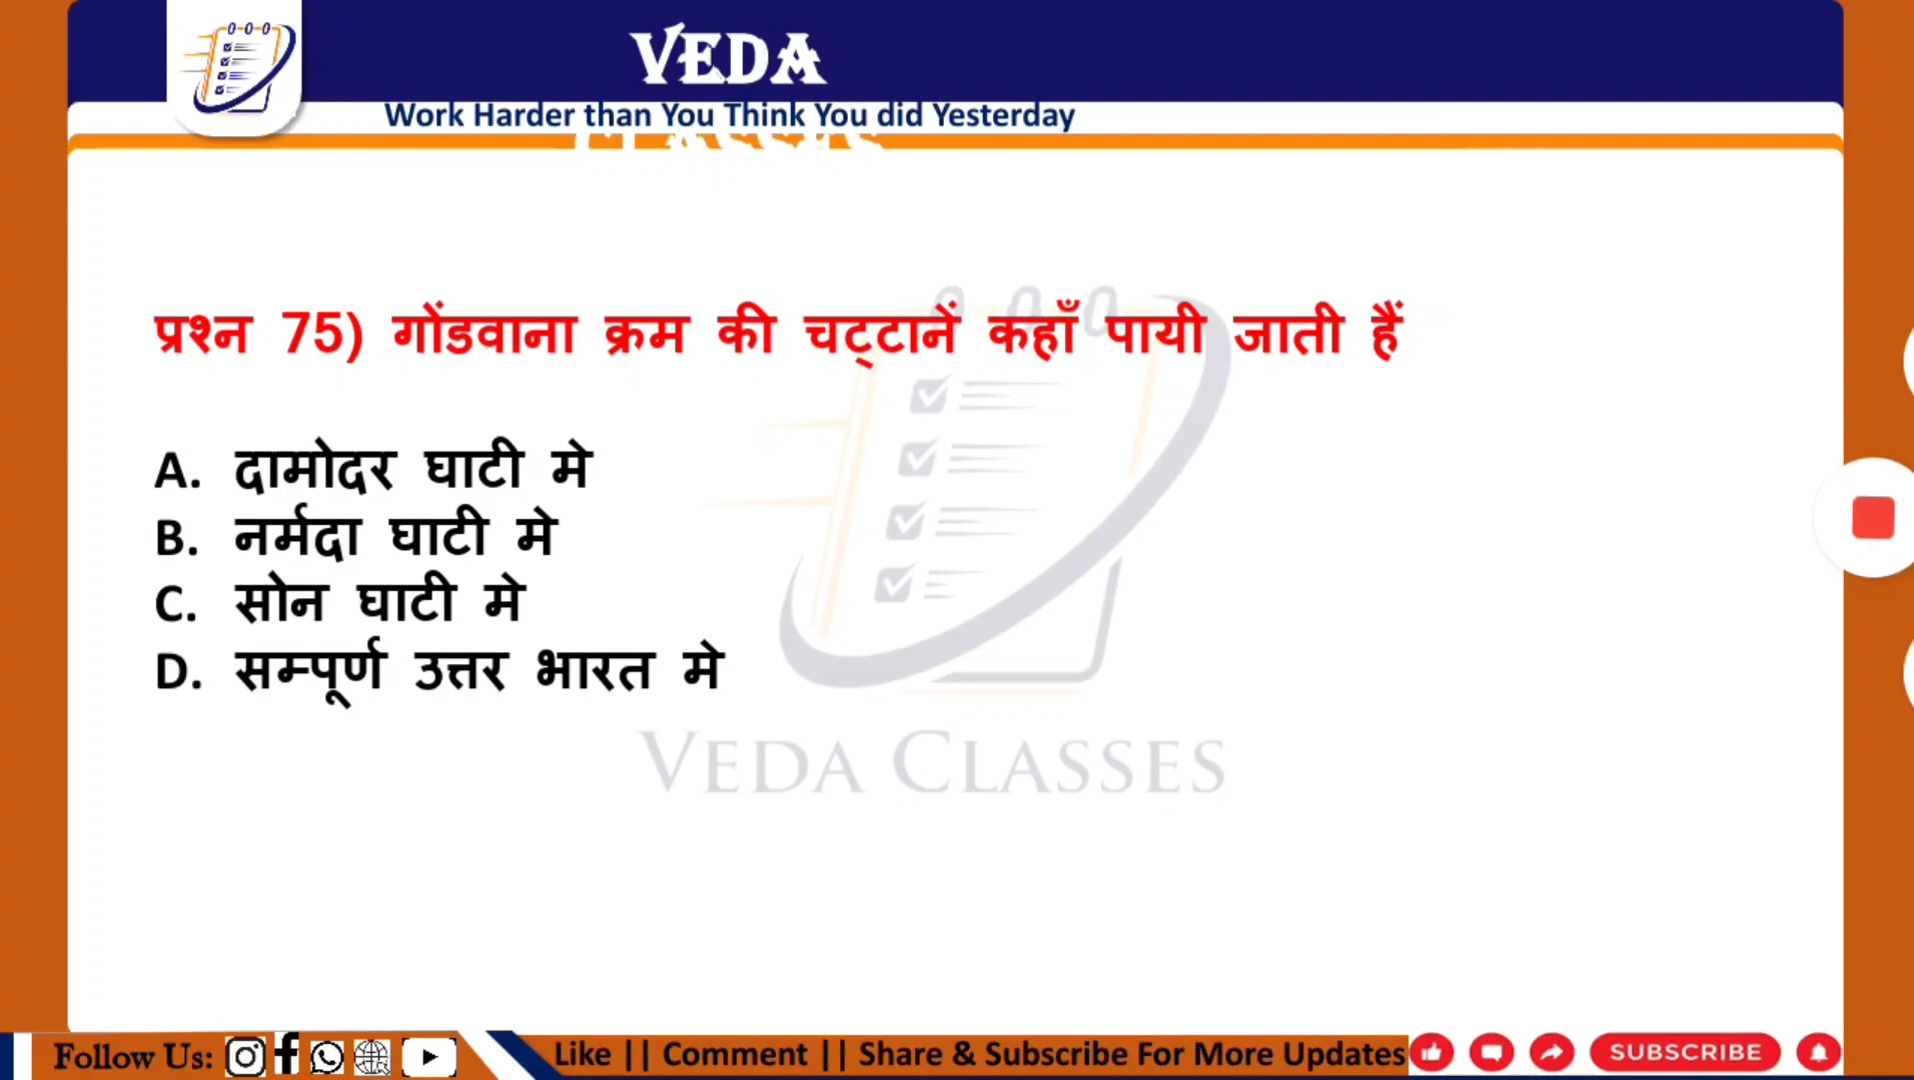 VEDA
Work Harder than You Think You did Yesterday
CLASSES
प्रश्न 75) गोंडवाना क्रम की चट्टानें कहाँ पायी जाती हैं
A. दामोदर घाटी मे
B. नर्मदा घाटी मे
C. सोन घाटी मे
D. सम्पूर्ण उत्तर भारत मे
VEDA CLASSES
Follow Us:
Like || Comment || Share & Subscribe For More Updates
SUBSCRIBE